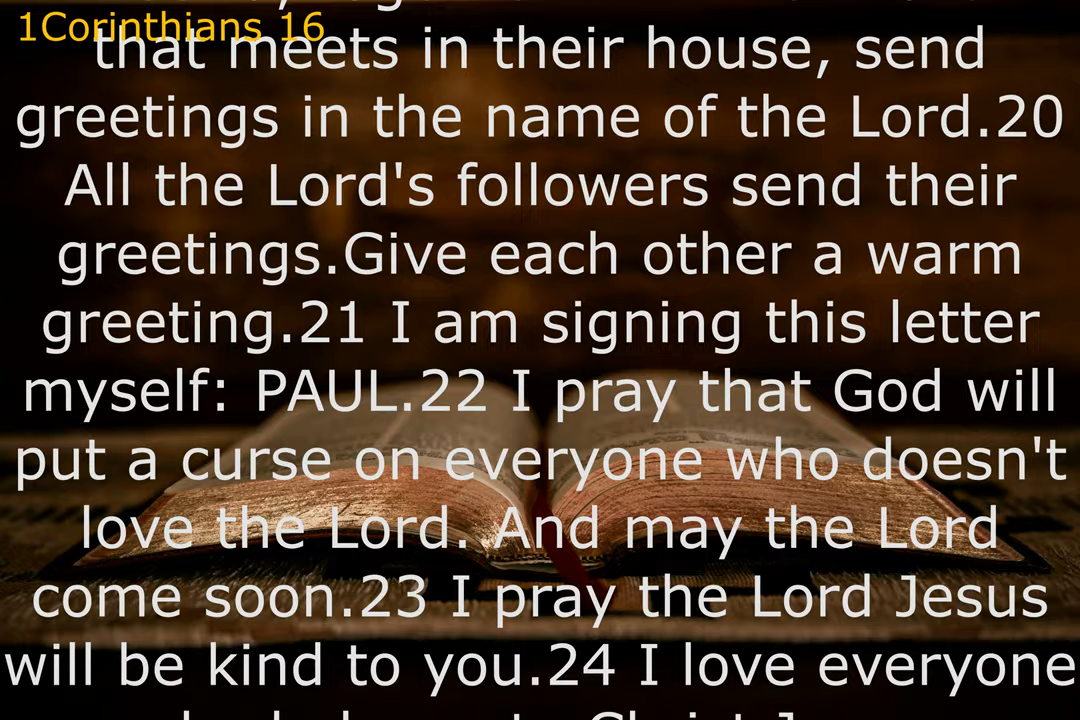 1Corinthians 16
that meets in their house, send
greetings in the name of the Lord.20
All the Lord's followers send their
greetings.Give each other a warm
greeting.21 I am signing this letter
myself: PAUL.22 I pray that God will
put a curse on everyone who doesn't
love the Lord. And may the Lord
come soon.23 I pray the Lord Jesus
will be kind to you.24 I love everyone